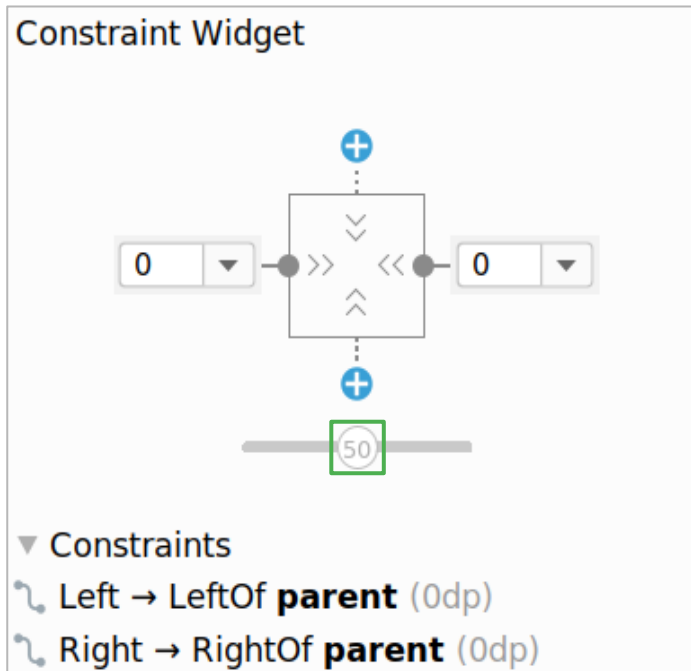 Constraint Widget
0 0
50
Constraints
Left → LeftOf parent (0dp)
Right → RightOf parent (0dp)